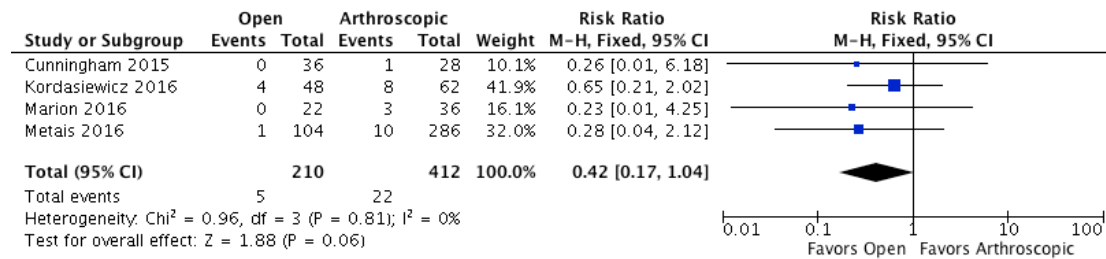 Open Arthroscopic Risk Ratio Risk Ratio
Study or Subgroup Events Total Events Total Weight M-H, Fixed, 95% CI M-H, Fixed, 95% CI
Cunningham 2015 0 36 1 28 10.1% 0.26 [0.01, 6.18]
Kordasiewicz 2016 4 48 8 62 41.9% 0.65 [0.21, 2.02]
Marion 2016 0 22 3 36 16.1% 0.23 [0.01, 4.25]
Metais 2016 1 104 10 286 32.0% 0.28 [0.04, 2.12]
Total (95% CI) 210 412 100.0% 0.42 [0.17, 1.04]
Total events 5 22
Heterogeneity: Chi² = 0.96, df = 3 (P = 0.81); I² = 0%
Test for overall effect: Z = 1.88 (P = 0.06)
0.01 0.1 1 10 100
Favors Open Favors Arthroscopic